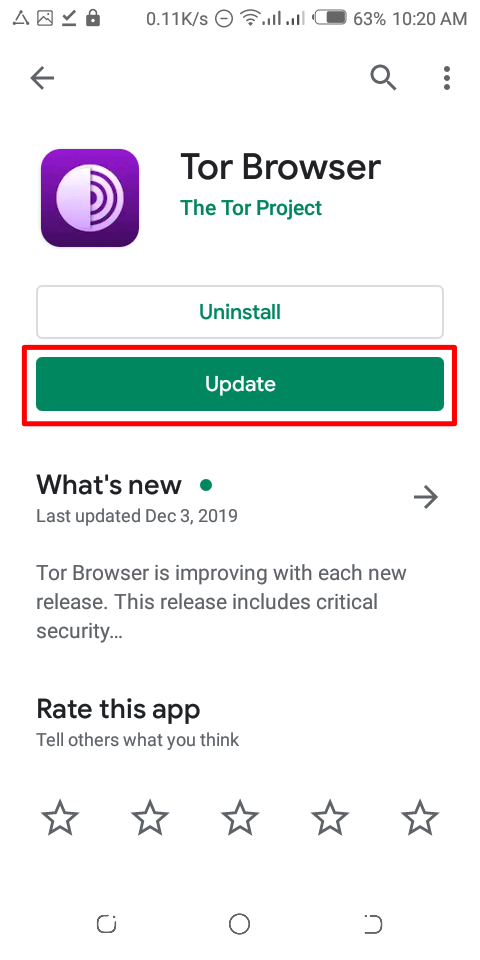 0.11K/s 63% 10:20 AM
Tor Browser
The Tor Project
Uninstall
Update
What's new
Last updated Dec 3, 2019
Tor Browser is improving with each new
release. This release includes critical
security…
Rate this app
Tell others what you think